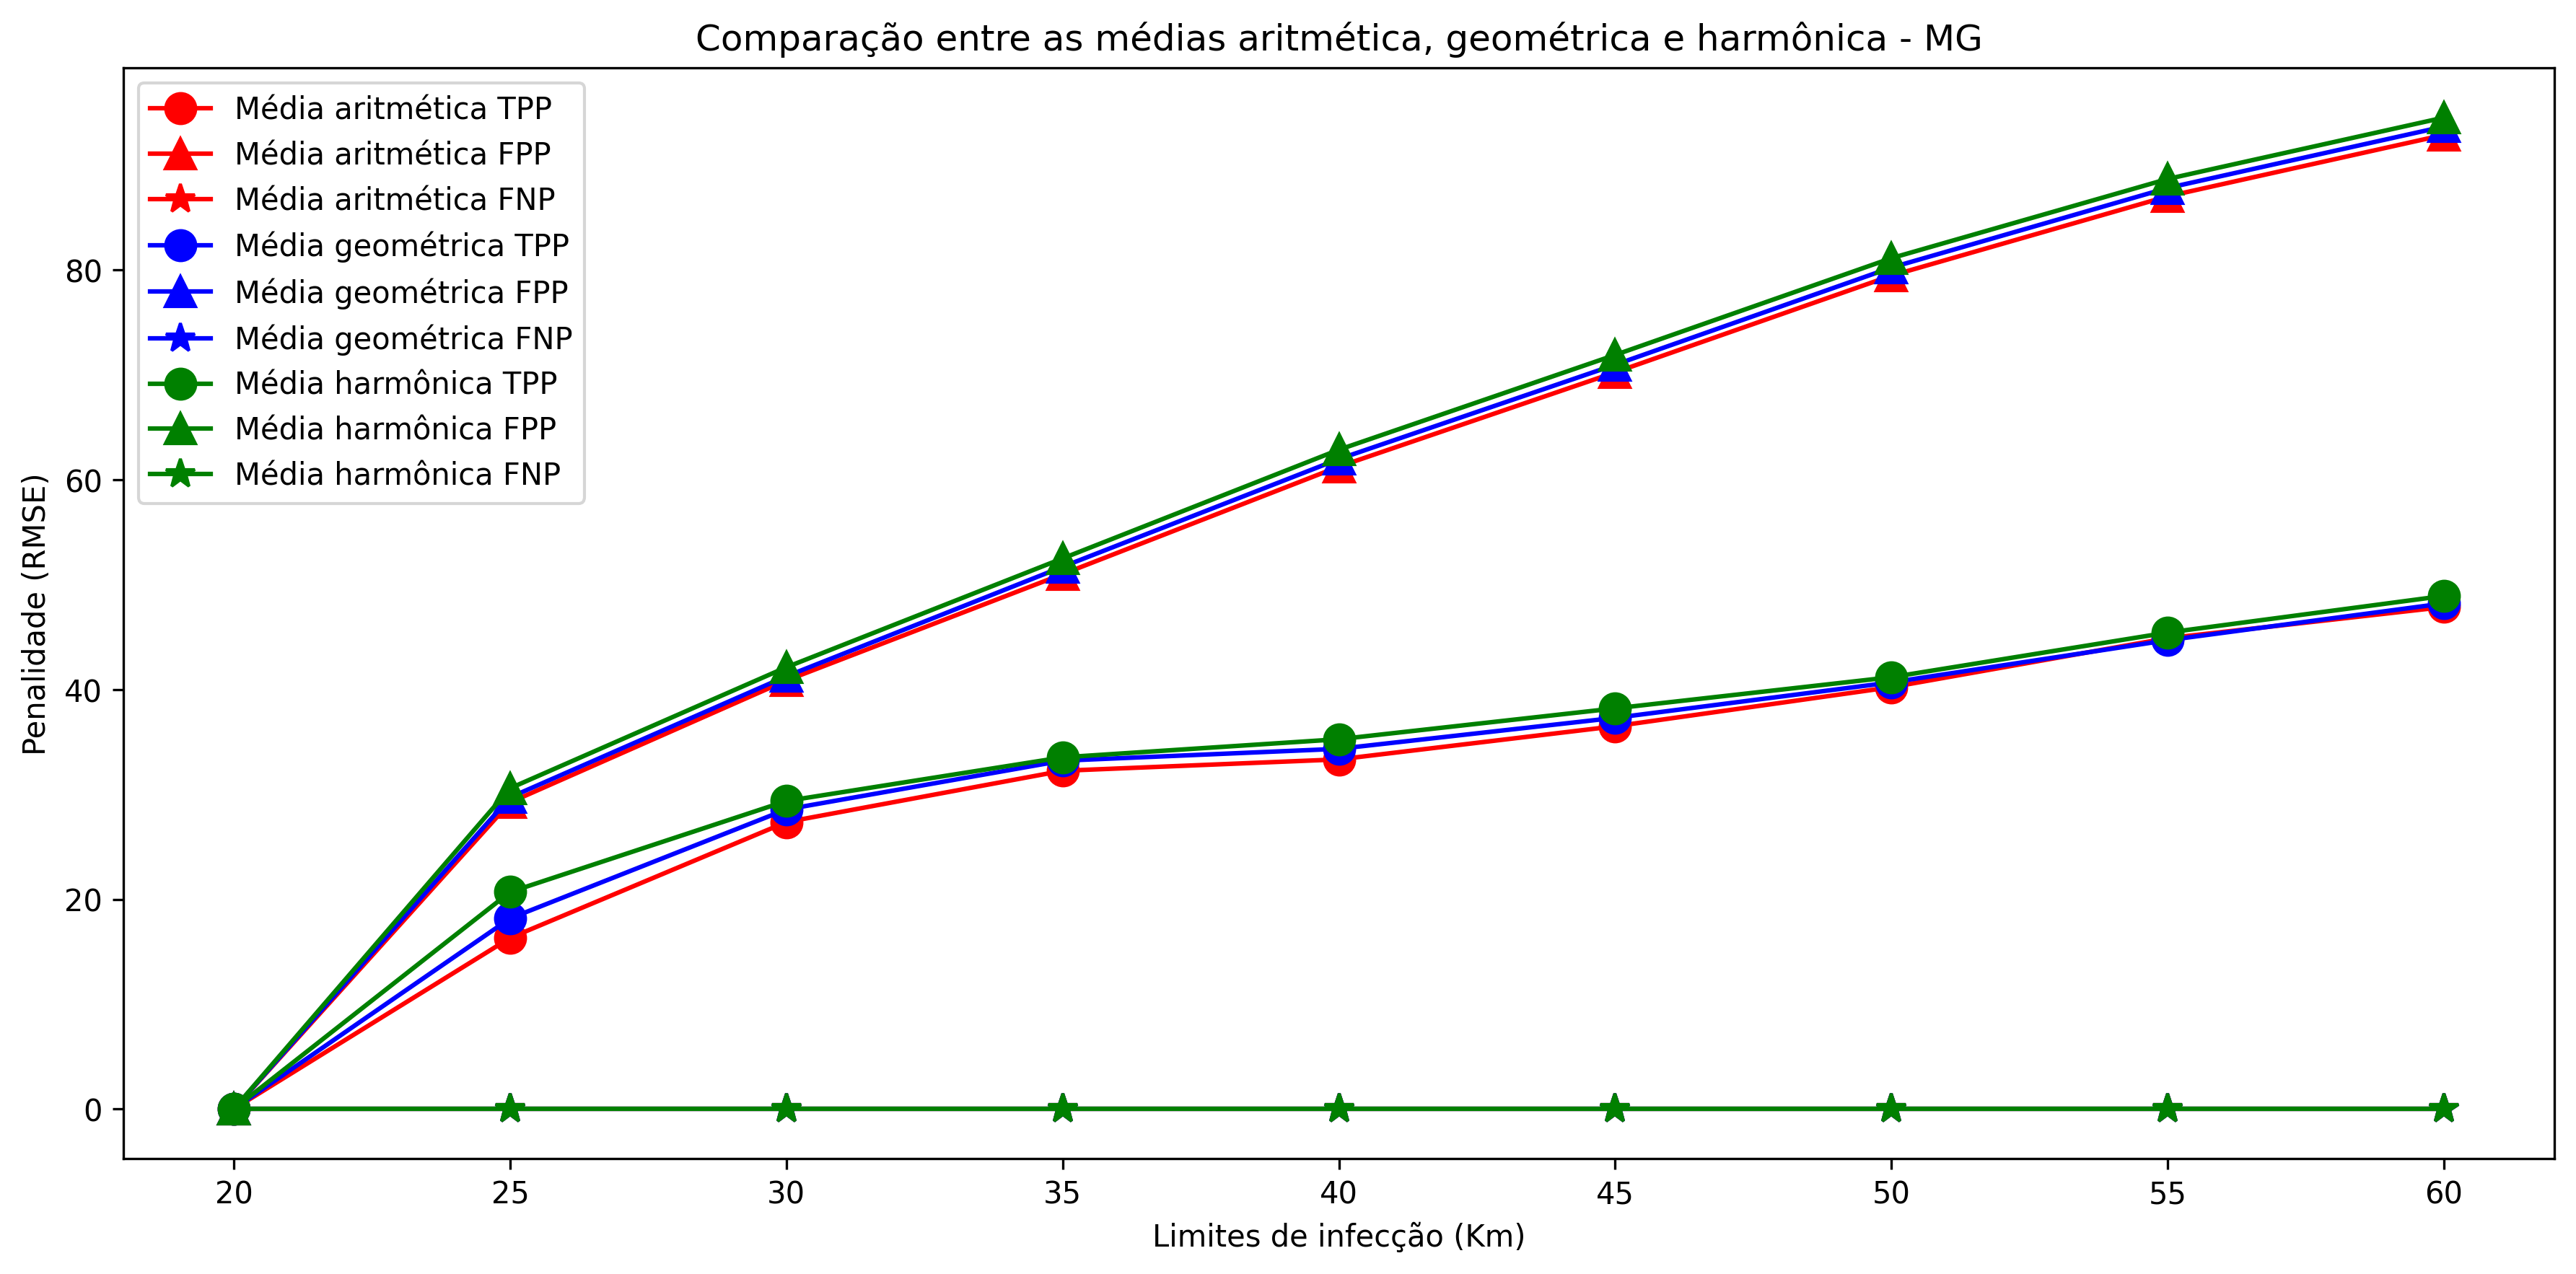 Comparação entre as médias aritmética, geométrica e harmônica - MG
Média aritmética TPP
Média aritmética FPP
Média aritmética FNP
Média geométrica TPP
Média geométrica FPP
Média geométrica FNP
Média harmônica TPP
Média harmônica FPP
Média harmônica FNP
Penalidade (RMSE)
80
60
40
20
0
20 25 30 35 40 45 50 55 60
Limites de infecção (Km)